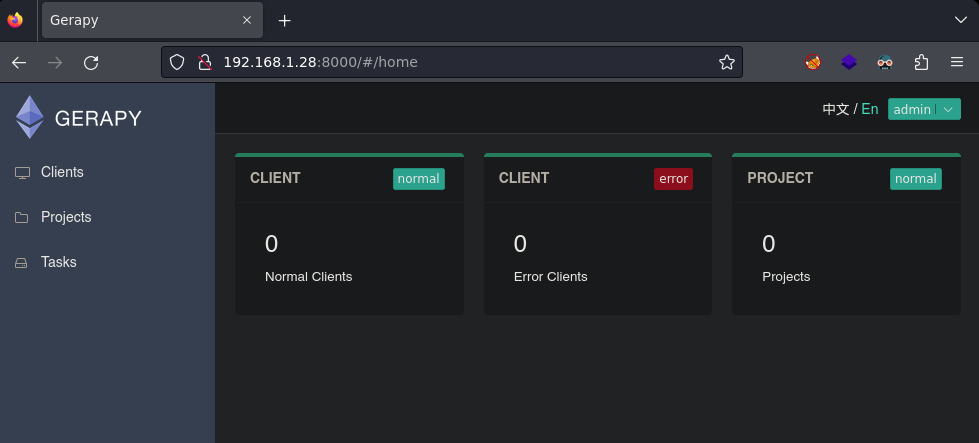 Gerapy
192.168.1.28:8000/#/home
GERAPY
中文 / En admin
Clients
Projects
Tasks
CLIENT normal
0
Normal Clients
CLIENT error
0
Error Clients
PROJECT normal
0
Projects